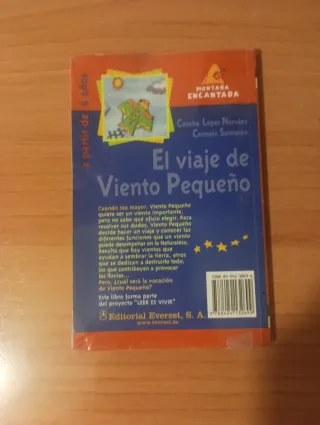 MONTAÑA
ENCANTADA
a partir de 6 años
Concha López Narváez
Carmelo Salmerón
El viaje de
Viento Pequeño
Cuando sea mayor, Viento Pequeño
quiere ser un viento importante,
pero no sabe qué oficio elegir. Para
resolver sus dudas, Viento Pequeño
decide hacer un viaje y conocer las
diferentes funciones que un viento
puede desempeñar en la Naturaleza.
Resulta que hay vientos que
ayudan a sembrar la tierra, otros
que se dedican a destruirlo todo,
los que contribuyen a provocar
las lluvias...
Pero, ¿cuál será la vocación
de Viento Pequeño?
Este libro forma parte
del proyecto "LEER ES VIVIR"
Editorial Everest, S. A.
www.everest.es